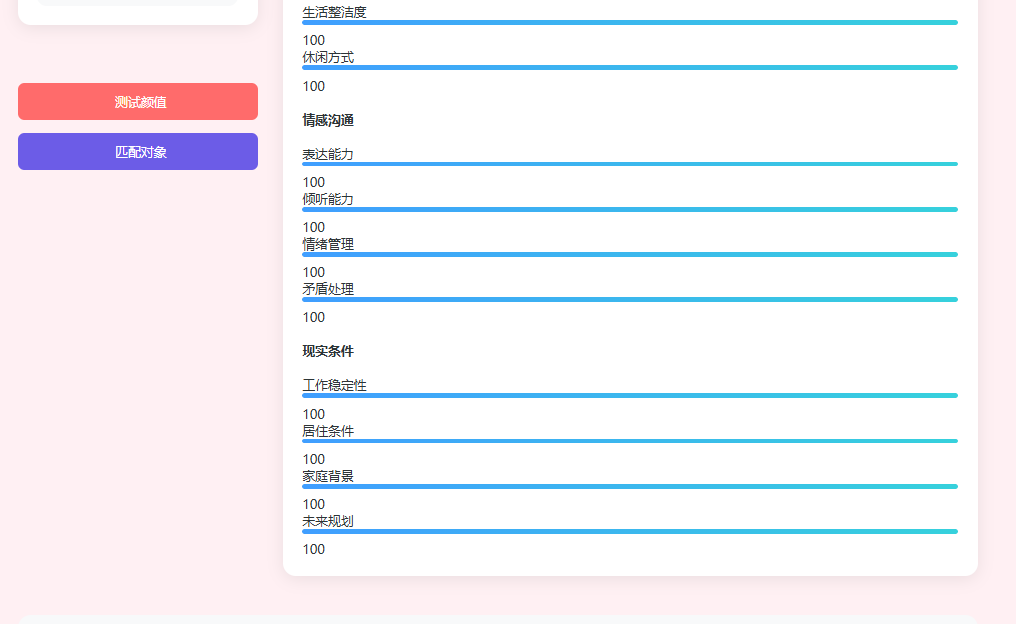 测试颜值
匹配对象
生活整洁度
100
休闲方式
100
情感沟通
表达能力
100
倾听能力
100
情绪管理
100
矛盾处理
100
现实条件
工作稳定性
100
居住条件
100
家庭背景
100
未来规划
100